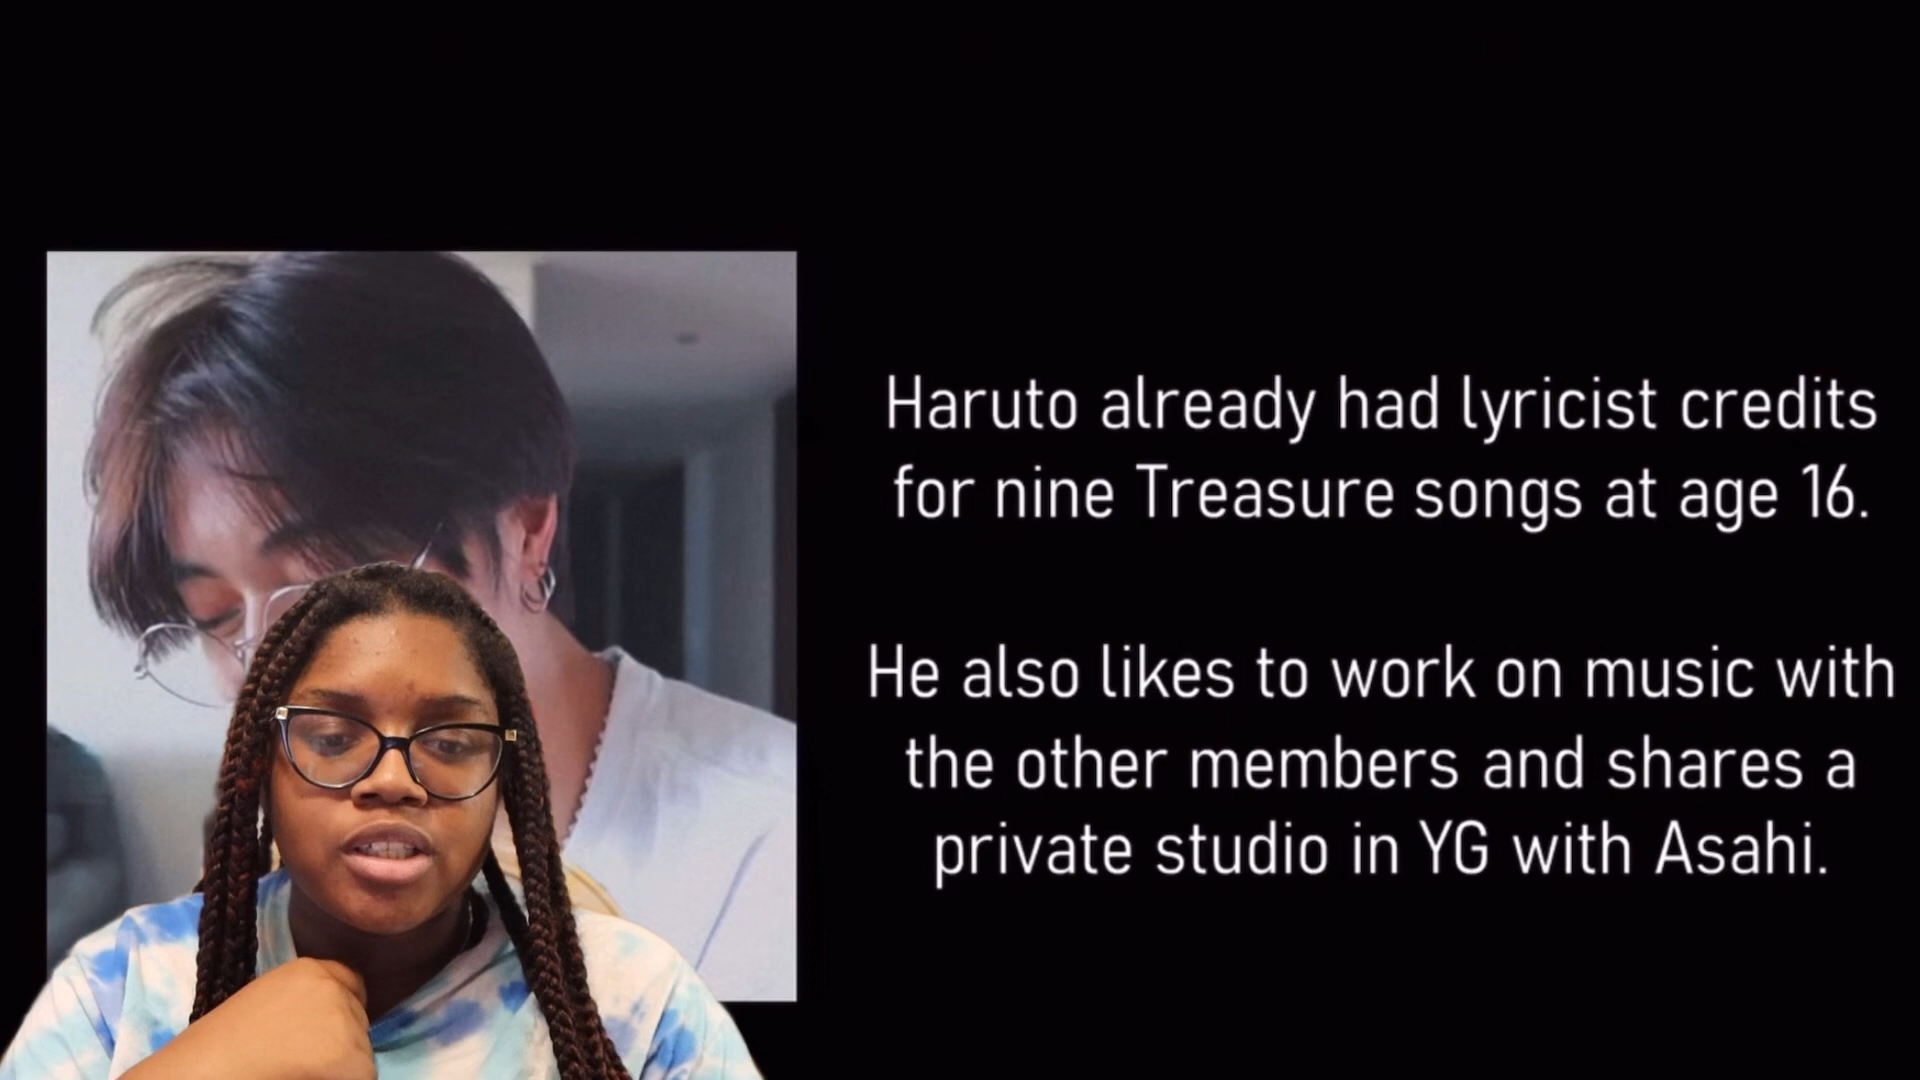 Haruto already had lyricist credits
for nine Treasure songs at age 16.
He also likes to work on music with
the other members and shares a
private studio in YG with Asahi.